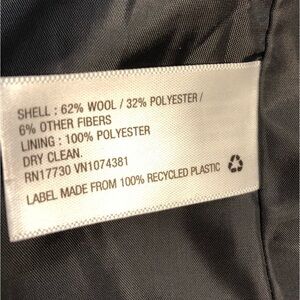 SHELL : 62% WOOL / 32% POLYESTER /
6% OTHER FIBERS
LINING : 100% POLYESTER
DRY CLEAN.
RN17730 VN1074381
LABEL MADE FROM 100% RECYCLED PLASTIC